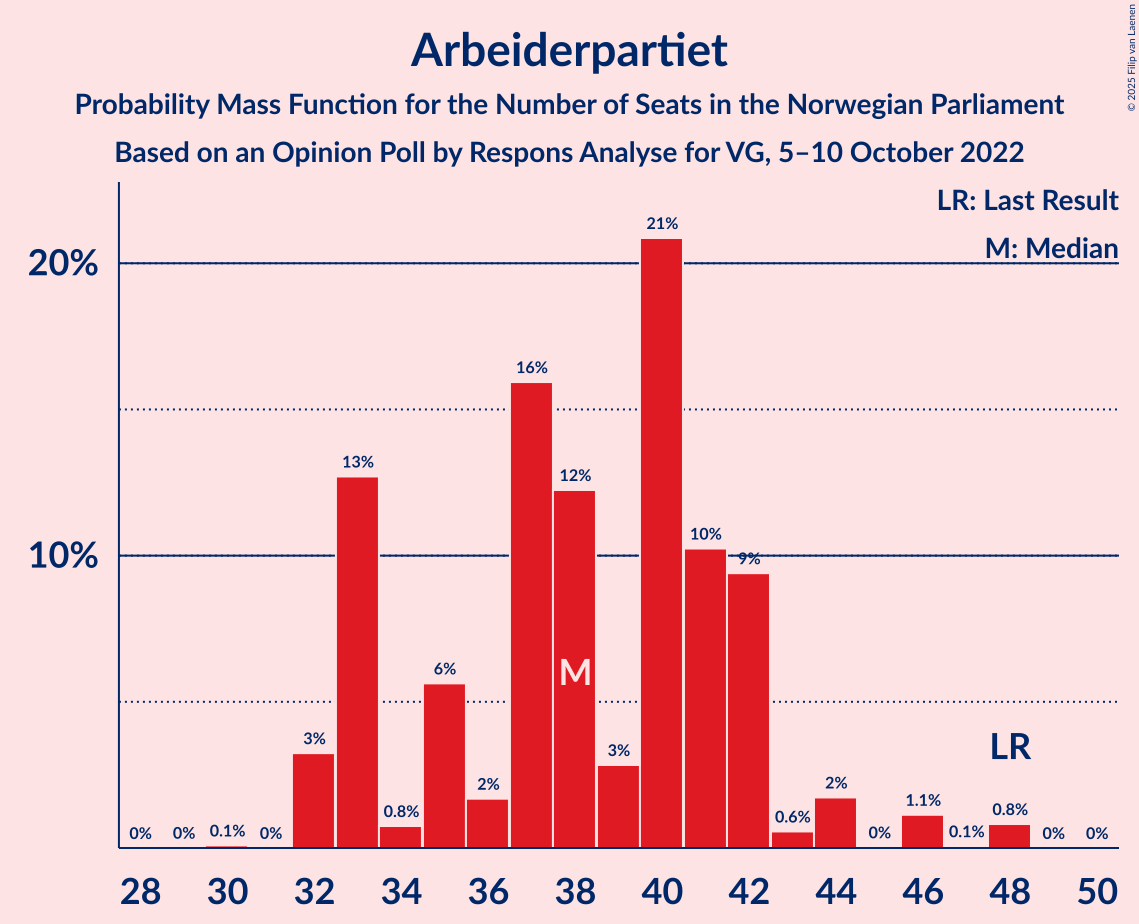 Arbeiderpartiet
Probability Mass Function for the Number of Seats in the Norwegian Parliament
Based on an Opinion Poll by Respons Analyse for VG, 5–10 October 2022
© 2025 Filip van Laenen
LR: Last Result
M: Median
20%
10%
0% 0% 0.1% 0% 3% 13% 0.8% 6% 2% 16% 12% 3% 21% 10% 9% 0.6% 2% 0% 1.1% 0.1% 0.8% 0% 0%
M
LR
28 30 32 34 36 38 40 42 44 46 48 50